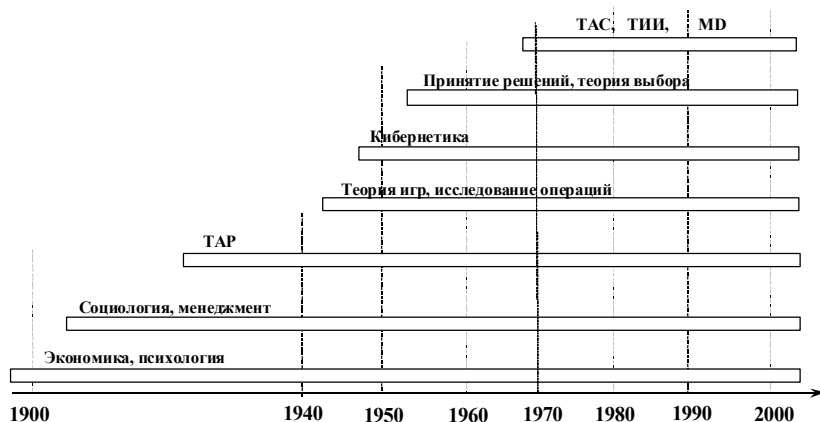 ТАС, ТИИ, MD
Принятие решений, теория выбора
Кибернетика
Теория игр, исследование операций
ТАР
Социология, менеджмент
Экономика, психология
1900 1940 1950 1960 1970 1980 1990 2000